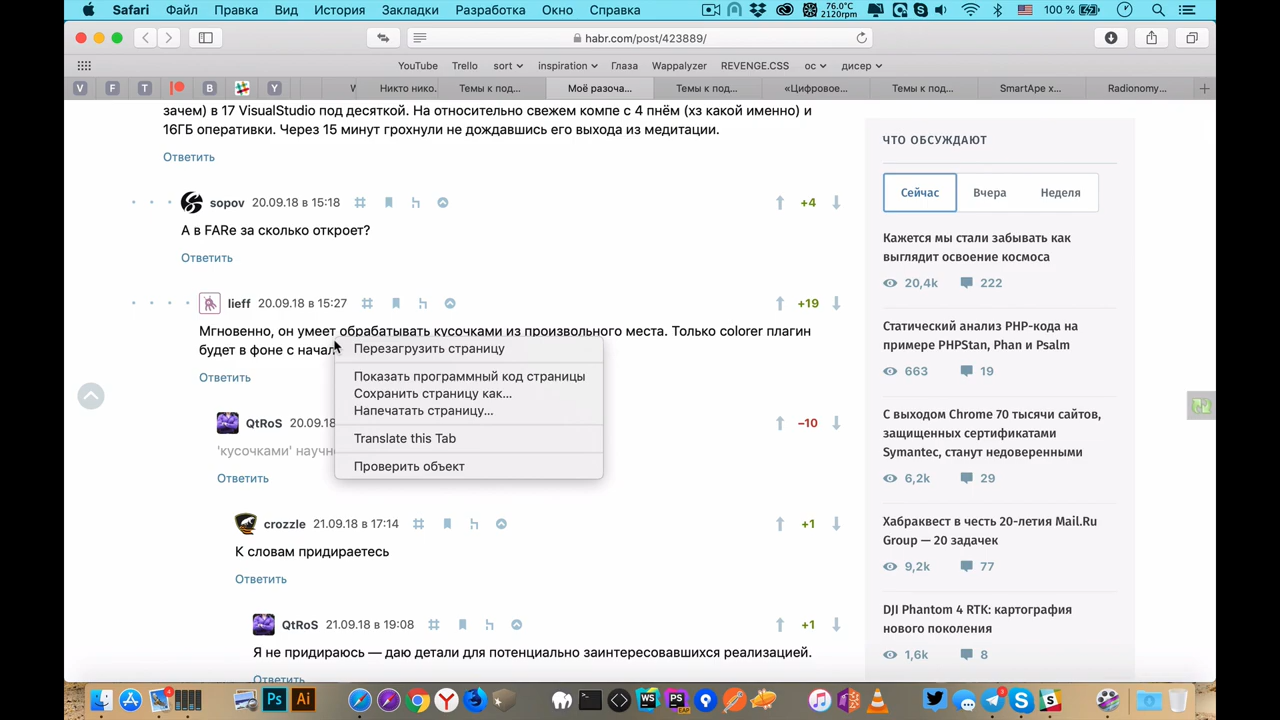 Safari Файл Правка Вид История Закладки Разработка Окно Справка
76.0°C 2120rpm 100 %
habr.com/post/423889/
YouTube Trello sort inspiration Глаза Wappalyzer REVENGE.CSS ос дисер
V F T B Y Никто нико. Темы к под... Моё разоча... Темы к под... «Цифровое... Темы к под... SmartApe х... Radionomy...
зачем) в 17 VisualStudio под десяткой. На относительно свежем компе с 4 пнём (хз какой именно) и
16ГБ оперативки. Через 15 минут грохнули не дождавшись его выхода из медитации.
Ответить
sopov 20.09.18 в 15:18 +4
А в FARe за сколько откроет?
Ответить
lieff 20.09.18 в 15:27 +19
Мгновенно, он умеет обрабатывать кусочками из произвольного места. Только colorer плагин
будет в фоне с начал
Ответить
QtRoS 20.09.18 –10
'кусочками' научн
Ответить
crozzle 21.09.18 в 17:14 +1
К словам придираетесь
Ответить
QtRoS 21.09.18 в 19:08 +1
Я не придираюсь — даю детали для потенциально заинтересовавшихся реализацией.
Ответить
Перезагрузить страницу
Показать программный код страницы
Сохранить страницу как...
Напечатать страницу...
Translate this Tab
Проверить объект
ЧТО ОБСУЖДАЮТ
Сейчас Вчера Неделя
Кажется мы стали забывать как
выглядит освоение космоса
20,4k 222
Статический анализ PHP-кода на
примере PHPStan, Phan и Psalm
663 19
С выходом Chrome 70 тысячи сайтов,
защищенных сертификатами
Symantec, станут недоверенными
6,2k 29
Хабраквест в честь 20-летия Mail.Ru
Group — 20 задачек
9,2k 77
DJI Phantom 4 RTK: картография
нового поколения
1,6k 8
Ps Ai WS PS